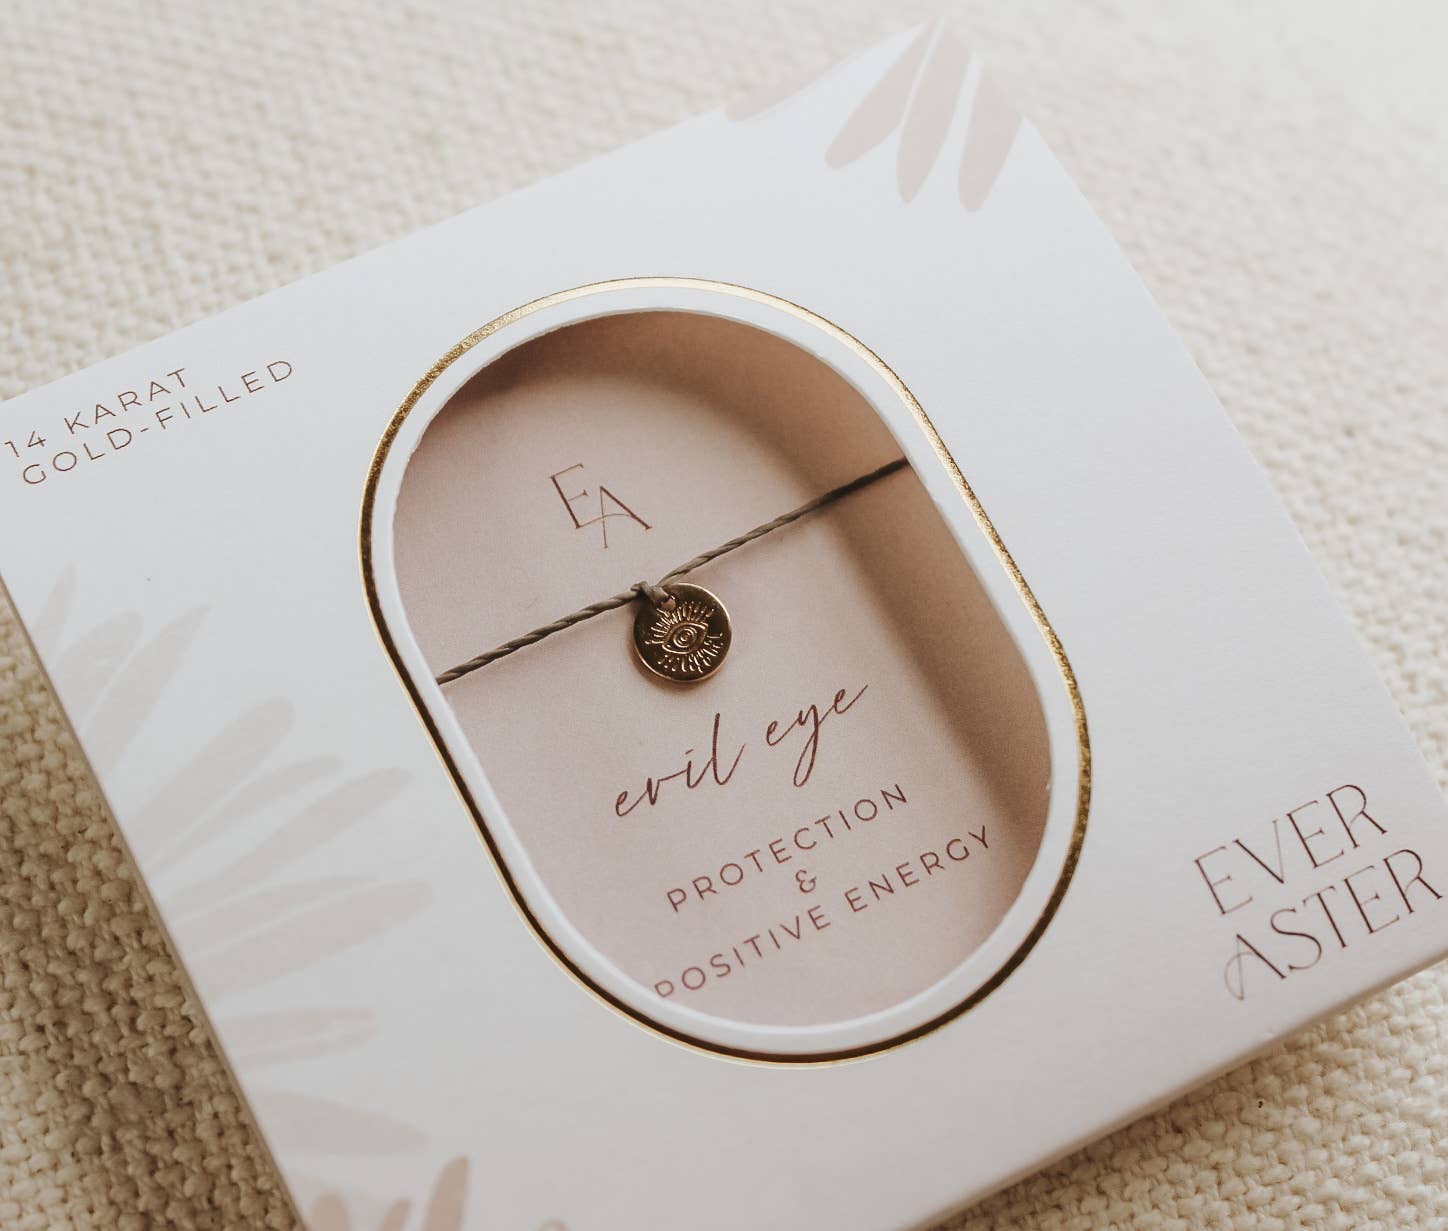 14 KARAT
GOLD-FILLED
EA
evil eye
PROTECTION
&
POSITIVE ENERGY
EVER
ASTER